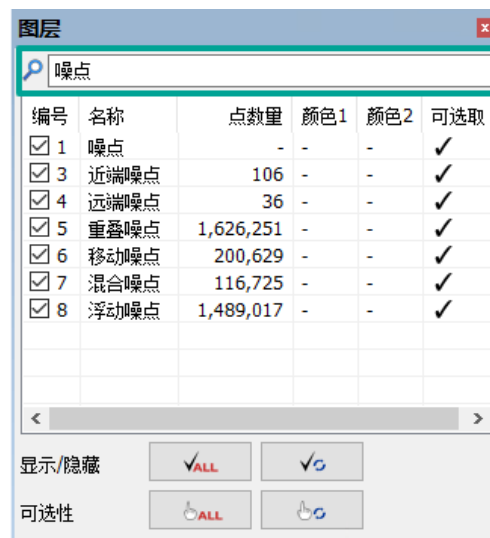 图层
噪点
编号 名称 点数量 颜色1 颜色2 可选取
1 噪点 - - -
3 近端噪点 106 - -
4 远端噪点 36 - -
5 重叠噪点 1,626,251 - -
6 移动噪点 200,629 - -
7 混合噪点 116,725 - -
8 浮动噪点 1,489,017 - -
显示/隐藏 ALL
可选性 ALL